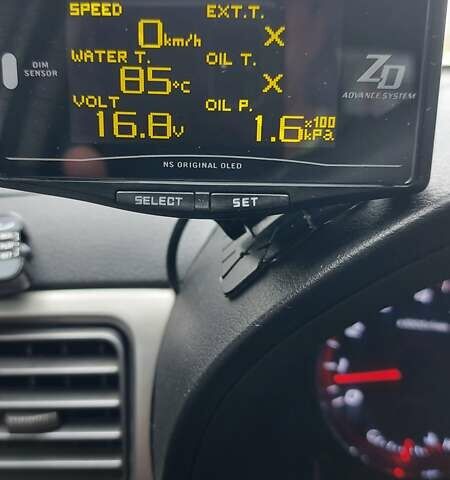 SPEED EXT.T.
0km/h X
DIM
SENSOR
WATER T. OIL T.
85°C X
ZD
ADVANCE SYSTEM
VOLT OIL P.
16.8V 1.6 x100 kPa
NS ORIGINAL OLED
SELECT SET
0